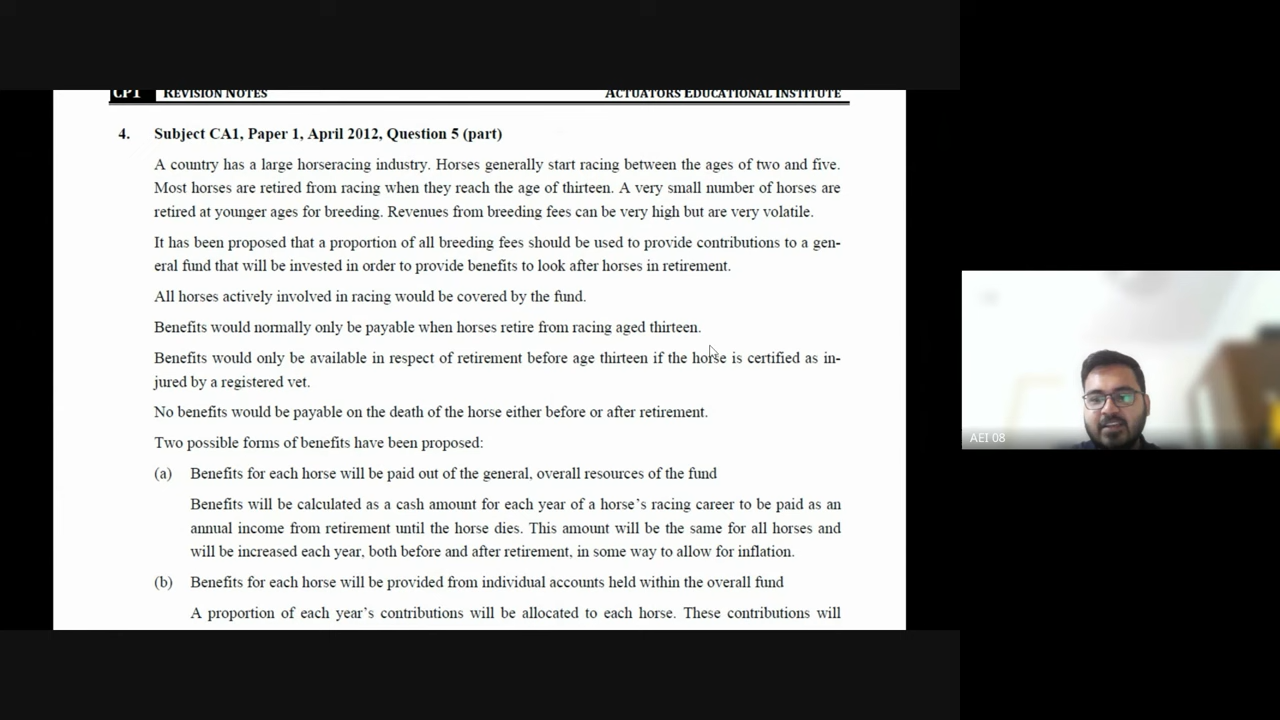 CP1 REVISION NOTES ACTUATORS EDUCATIONAL INSTITUTE
4. Subject CA1, Paper 1, April 2012, Question 5 (part)
A country has a large horseracing industry. Horses generally start racing between the ages of two and five.
Most horses are retired from racing when they reach the age of thirteen. A very small number of horses are
retired at younger ages for breeding. Revenues from breeding fees can be very high but are very volatile.
It has been proposed that a proportion of all breeding fees should be used to provide contributions to a gen-
eral fund that will be invested in order to provide benefits to look after horses in retirement.
All horses actively involved in racing would be covered by the fund.
Benefits would normally only be payable when horses retire from racing aged thirteen.
Benefits would only be available in respect of retirement before age thirteen if the horse is certified as in-
jured by a registered vet.
No benefits would be payable on the death of the horse either before or after retirement.
Two possible forms of benefits have been proposed:
(a) Benefits for each horse will be paid out of the general, overall resources of the fund
Benefits will be calculated as a cash amount for each year of a horse's racing career to be paid as an
annual income from retirement until the horse dies. This amount will be the same for all horses and
will be increased each year, both before and after retirement, in some way to allow for inflation.
(b) Benefits for each horse will be provided from individual accounts held within the overall fund
A proportion of each year's contributions will be allocated to each horse. These contributions will
AEI 08